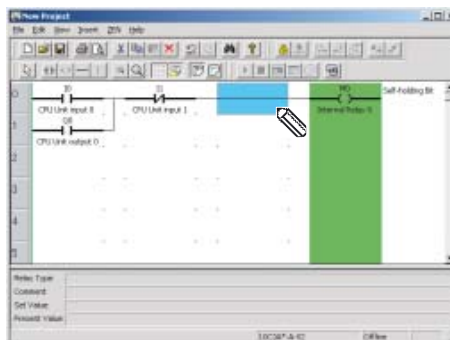 New Project
File Edit View Insert ZEN Help
0 I0 I1 M0 Self-holding Bit
CPU Unit input 0 CPU Unit input 1 Internal Relay 0
1 Q0
CPU Unit output 0
2
3
4
5
Relay Type
Comment
Set Value
Present Value
Offline